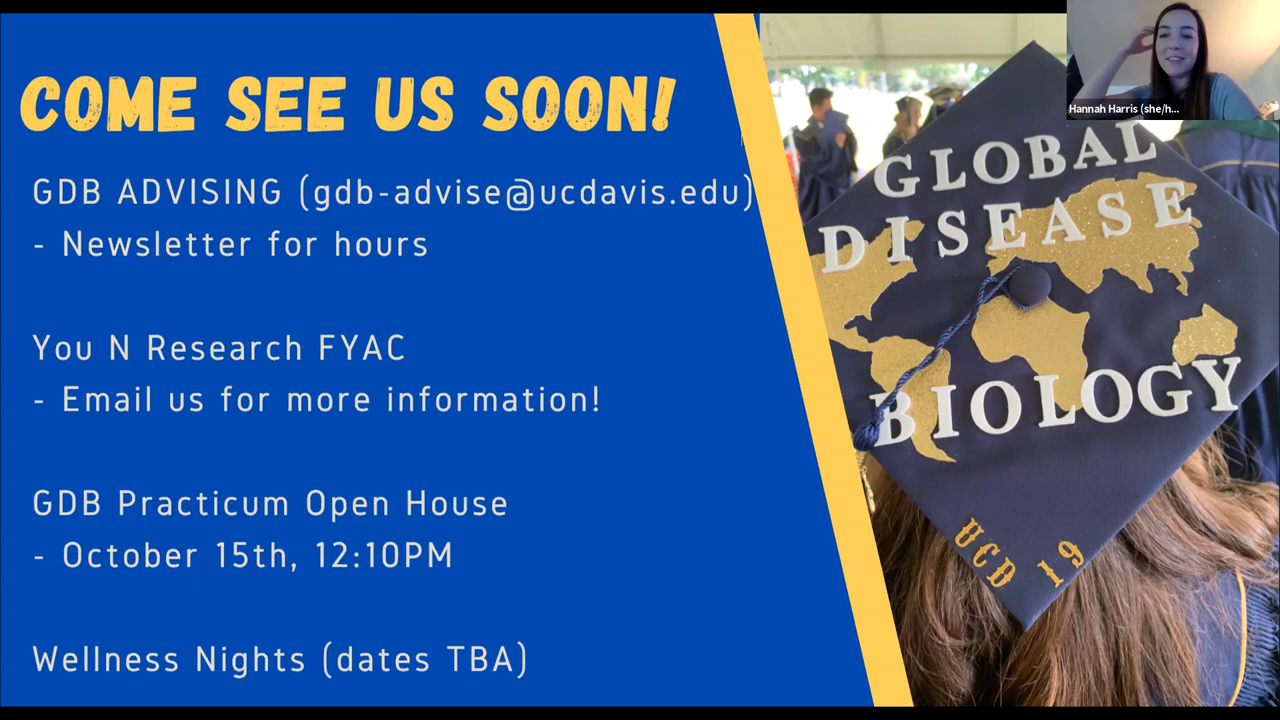 COME SEE US SOON!
GDB ADVISING (gdb-advise@ucdavis.edu)
- Newsletter for hours
You N Research FYAC
- Email us for more information!
GDB Practicum Open House
- October 15th, 12:10PM
Wellness Nights (dates TBA)
GLOBAL
DISEASE
BIOLOGY
UCD 19
Hannah Harris (she/h...